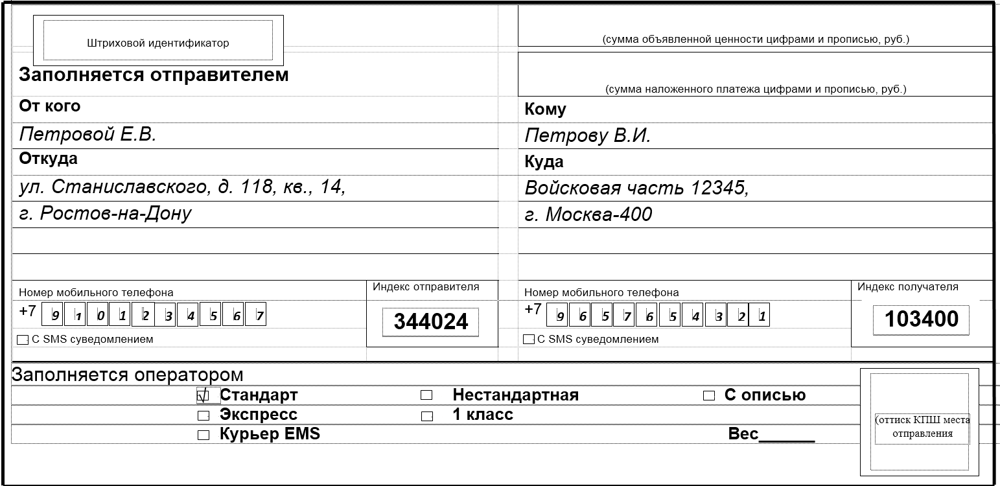 Штриховой идентификатор
(сумма объявленной ценности цифрами и прописью, руб.)
Заполняется отправителем
(сумма наложенного платежа цифрами и прописью, руб.)
От кого
Кому
Петровой Е.В.
Петрову В.И.
Откуда
Куда
ул. Станиславского, д. 118, кв., 14,
Войсковая часть 12345,
г. Ростов-на-Дону
г. Москва-400
Номер мобильного телефона
Индекс отправителя
Номер мобильного телефона
Индекс получателя
+7 9 1 0 1 2 3 4 5 6 7
344024
+7 9 6 5 7 6 5 4 3 2 1
103400
С SMS суведомлением
С SMS суведомлением
Заполняется оператором
√ Стандарт
Нестандартная
С описью
Экспресс
1 класс
Курьер EMS
Вес______
(оттиск КПШ места
отправления